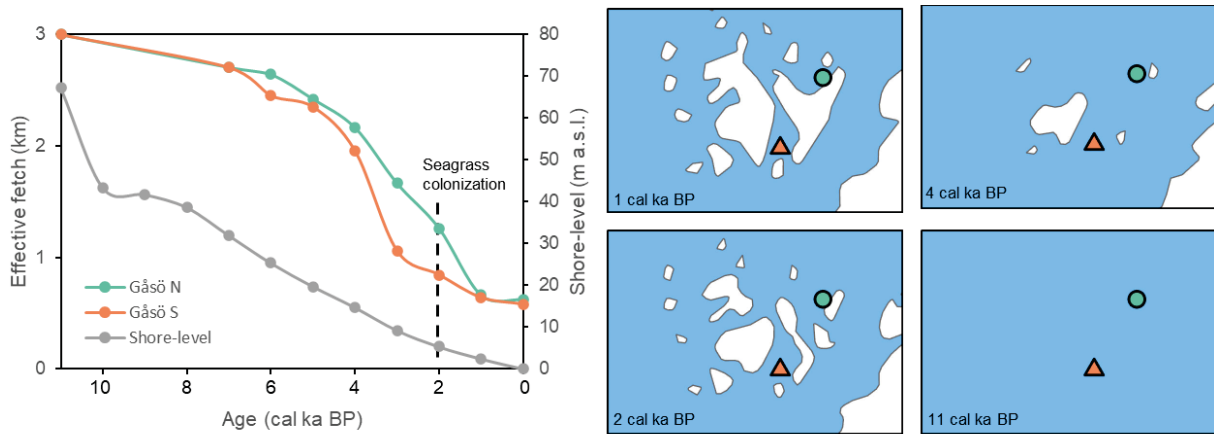 3
2
1
0
Effective fetch (km)
80
70
60
50
40
30
20
10
0
Shore-level (m a.s.l.)
Seagrass
colonization
Gåsö N
Gåsö S
Shore-level
10
8
6
4
2
0
Age (cal ka BP)
1 cal ka BP
4 cal ka BP
2 cal ka BP
11 cal ka BP